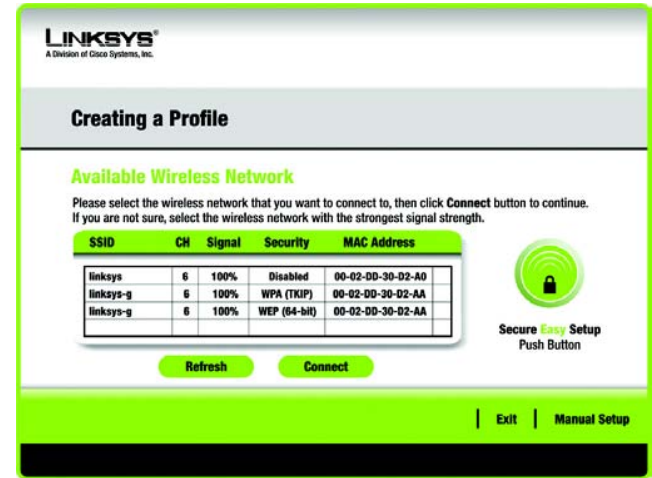 LINKSYS®
A Division of Cisco Systems, Inc.
Creating a Profile
Available Wireless Network
Please select the wireless network that you want to connect to, then click Connect button to continue.
If you are not sure, select the wireless network with the strongest signal strength.
SSID CH Signal Security MAC Address
linksys 6 100% Disabled 00-02-DD-30-D2-A0
linksys-g 6 100% WPA (TKIP) 00-02-DD-30-D2-AA
linksys-g 6 100% WEP (64-bit) 00-02-DD-30-D2-AA
Secure Easy Setup
Push Button
Refresh Connect
Exit Manual Setup